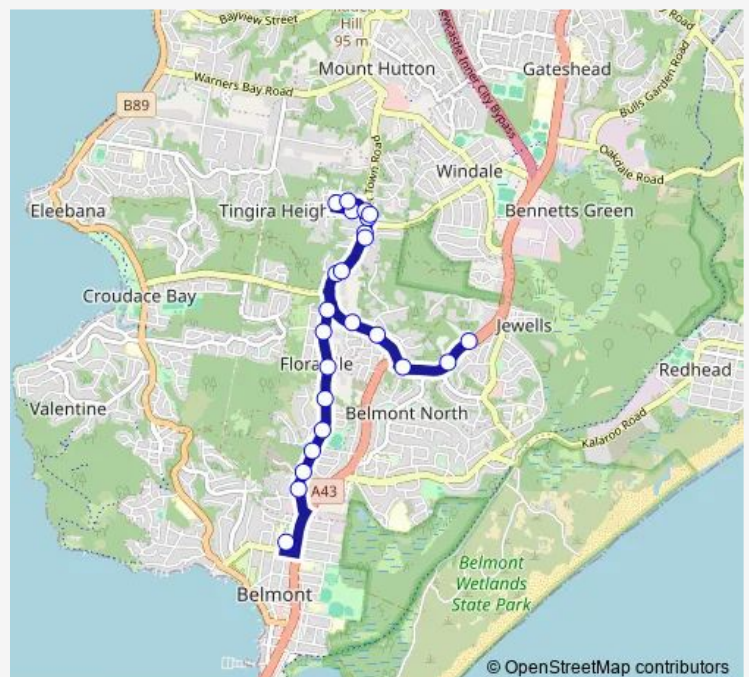 Bayview Street
Hill
95 m
Mount Hutton
Gateshead
Warners Bay Road
Newcastle Inner City Bypass
Bulls Garden Road
B89
Town Road
Oakdale Road
Windale
Eleebana
Tingira Heigh
Bennetts Green
Croudace Bay
Jewells
Redhead
Valentine
Belmont North
Kalaroo Road
A43
Belmont
Wetlands
State Park
Belmont
© OpenStreetMap contributors